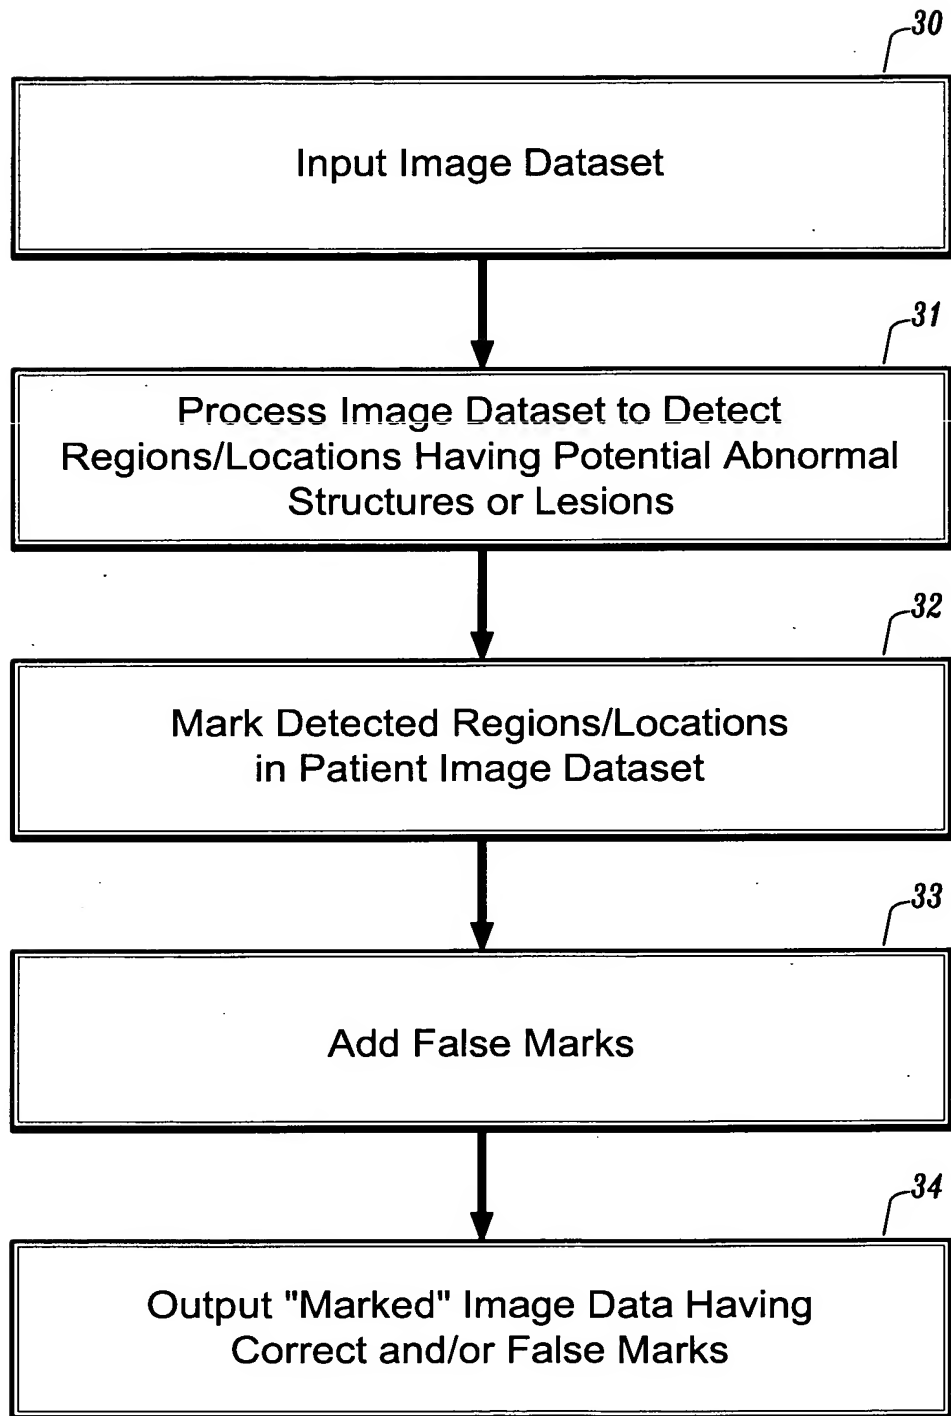 30
Input Image Dataset
31
Process Image Dataset to Detect
Regions/Locations Having Potential Abnormal
Structures or Lesions
32
Mark Detected Regions/Locations
in Patient Image Dataset
33
Add False Marks
34
Output "Marked" Image Data Having
Correct and/or False Marks